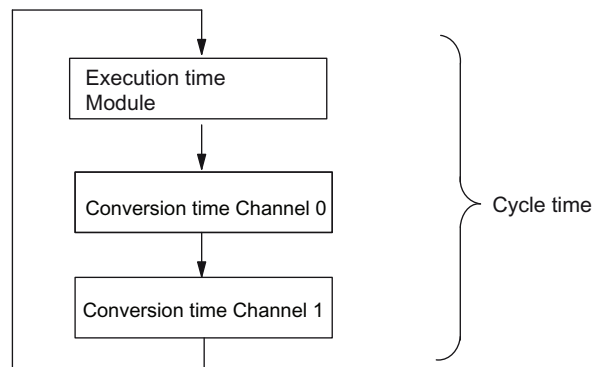 Execution time
Module
Conversion time Channel 0
Cycle time
Conversion time Channel 1